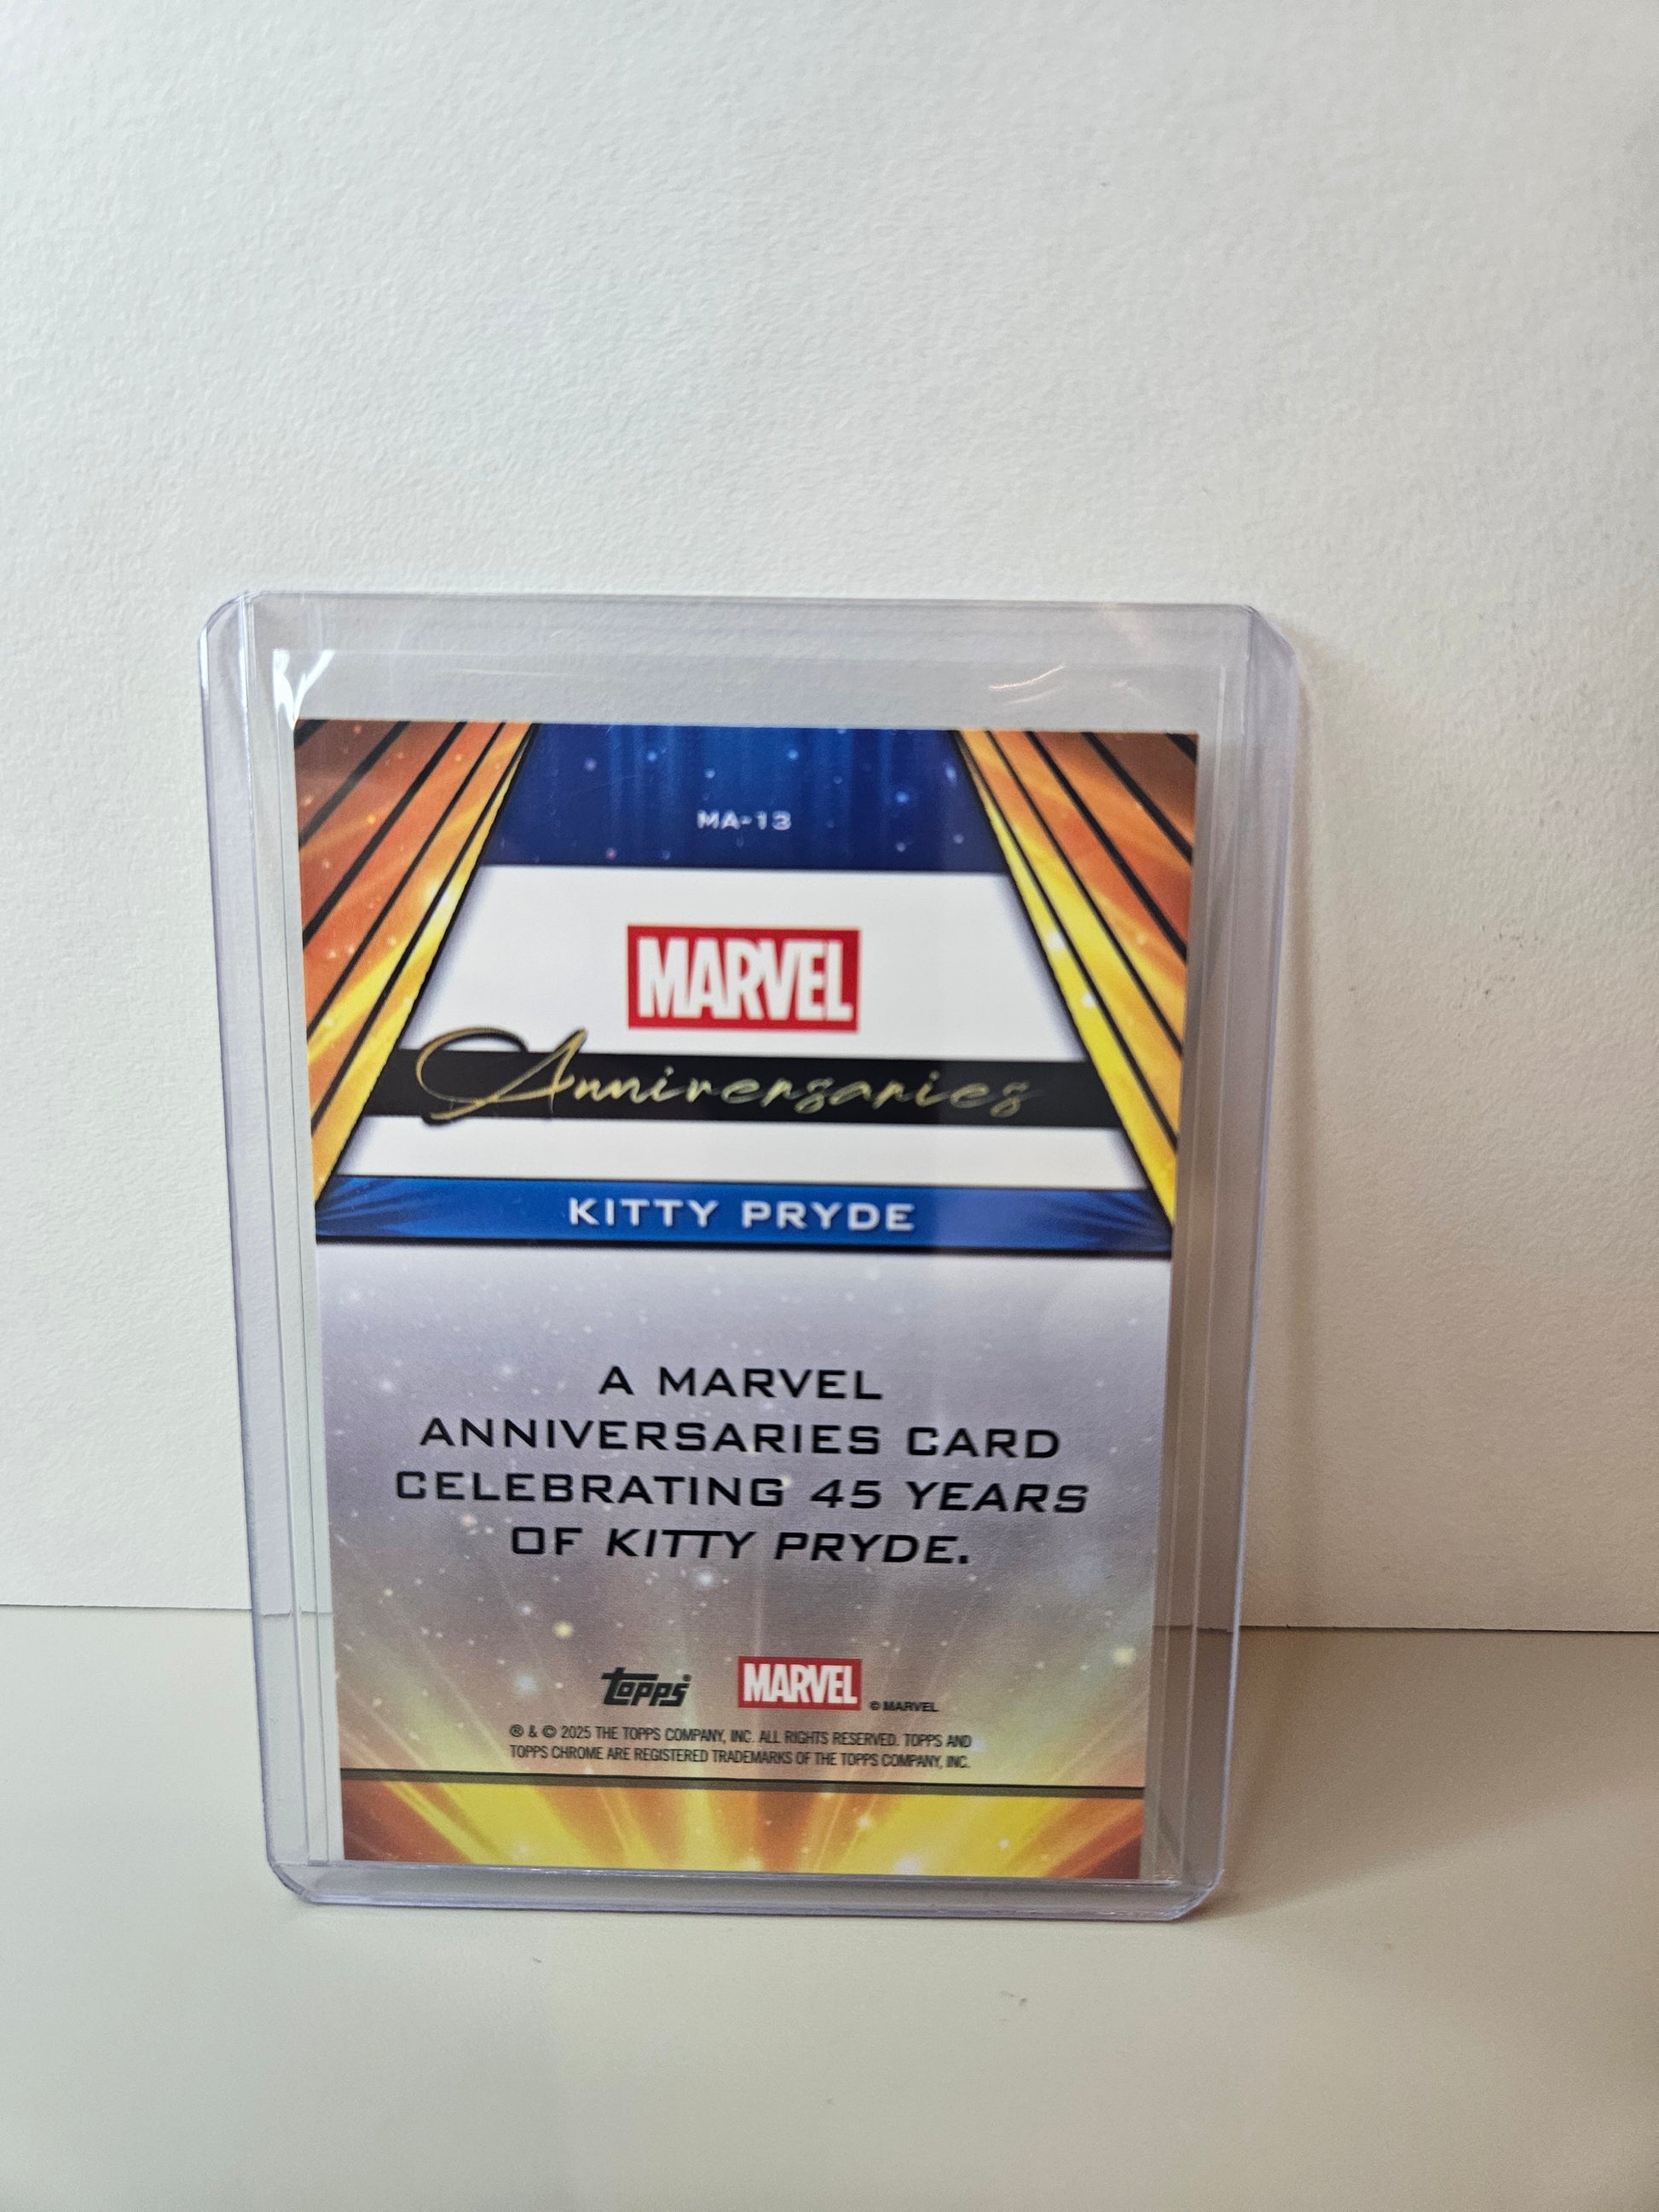 MA-13
MARVEL
Anniversaries
KITTY PRYDE
A MARVEL
ANNIVERSARIES CARD
CELEBRATING 45 YEARS
OF KITTY PRYDE.
topps MARVEL © MARVEL
® & © 2025 THE TOPPS COMPANY, INC. ALL RIGHTS RESERVED. TOPPS AND
TOPPS CHROME ARE REGISTERED TRADEMARKS OF THE TOPPS COMPANY, INC.